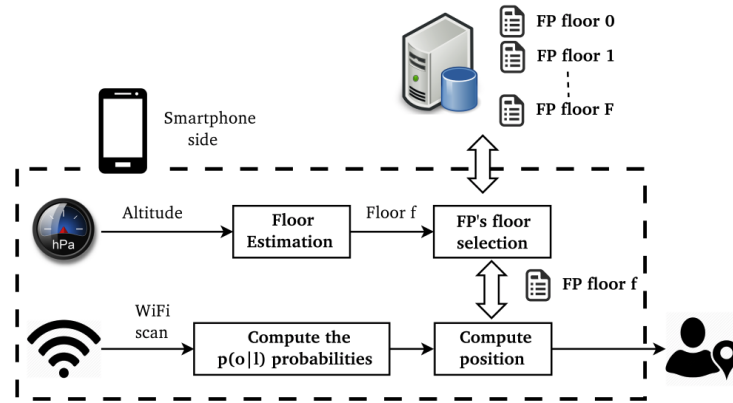 FP floor 0
FP floor 1
FP floor F
Smartphone
side
Altitude
Floor
Estimation
Floor f
FP's floor
selection
hPa
FP floor f
WiFi
scan
Compute the
p(o|l) probabilities
Compute
position